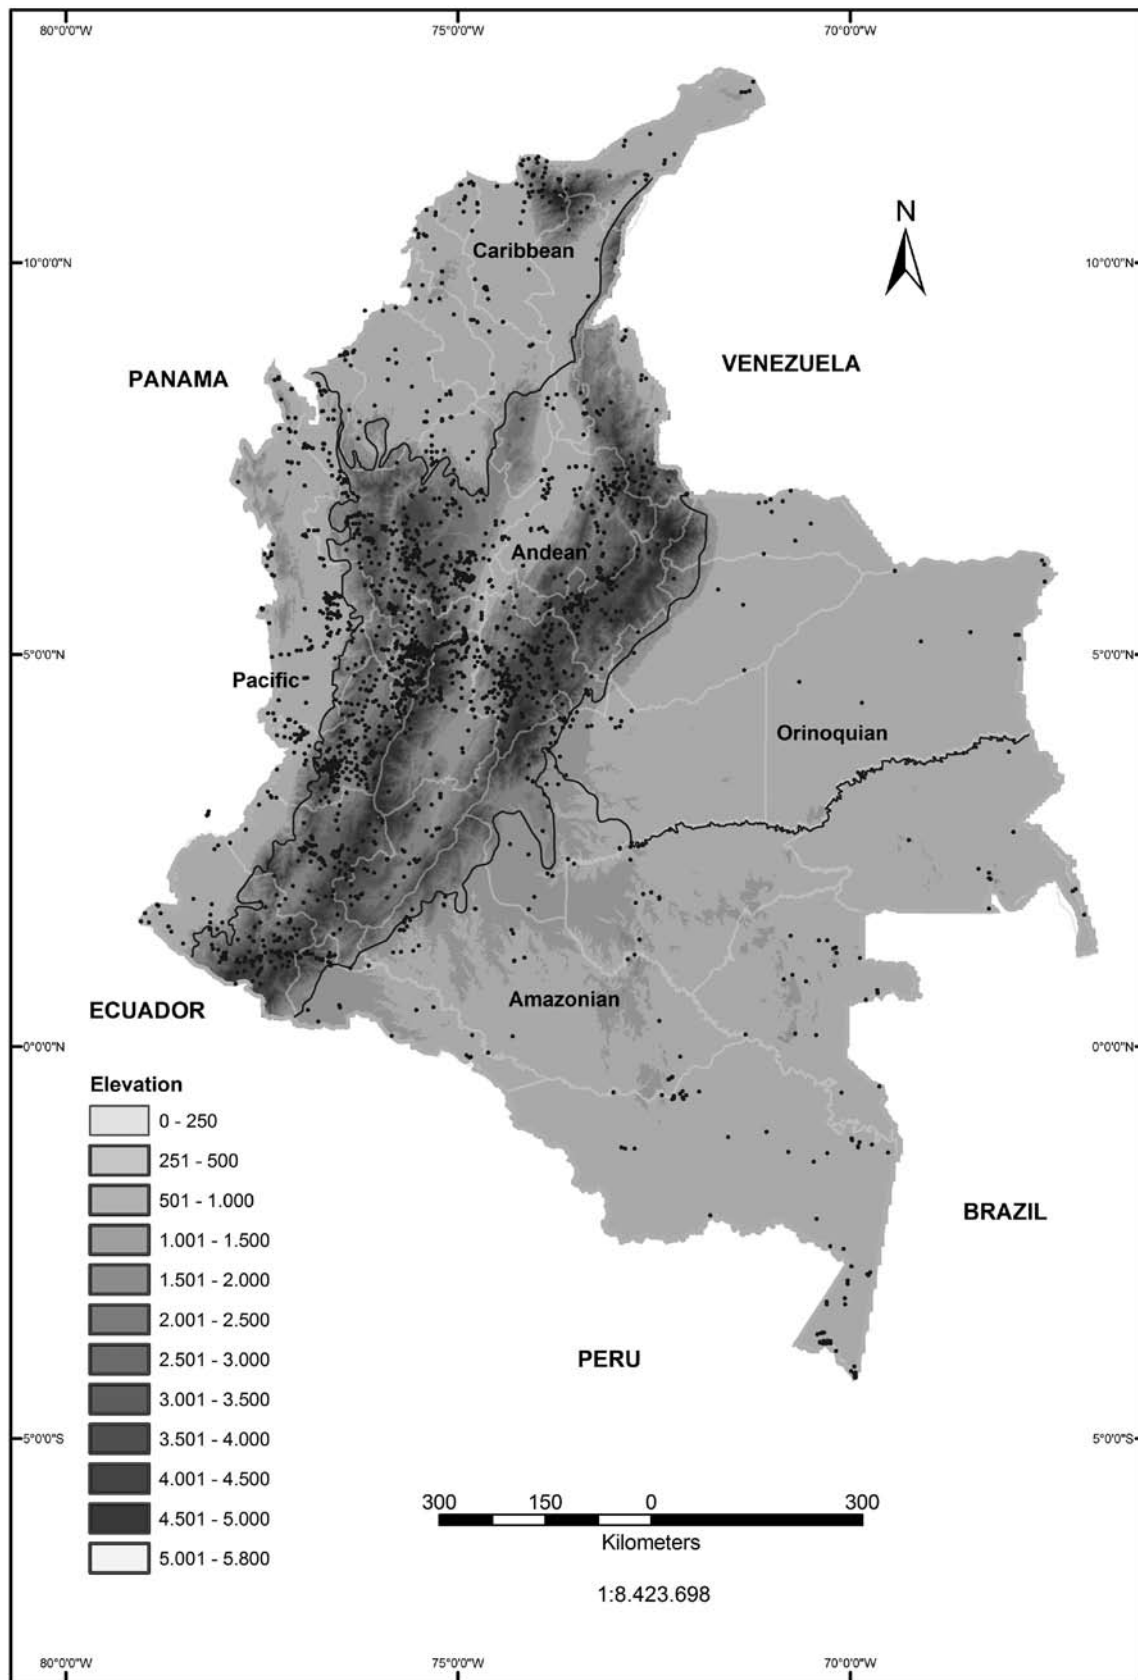 80°0'0"W 75°0'0"W 70°0'0"W
N
Caribbean
10°0'0"N 10°0'0"N
VENEZUELA
PANAMA
Andean
5°0'0"N 5°0'0"N
Pacific
Orinoquian
Amazonian
ECUADOR
0°0'0"N 0°0'0"N
Elevation
0 - 250
251 - 500
501 - 1.000
1.001 - 1.500
BRAZIL
1.501 - 2.000
2.001 - 2.500
2.501 - 3.000
PERU
3.001 - 3.500
3.501 - 4.000
5°0'0"S 5°0'0"S
4.001 - 4.500
4.501 - 5.000
5.001 - 5.800
300 150 0 300
Kilometers
1:8.423.698
80°0'0"W 75°0'0"W 70°0'0"W